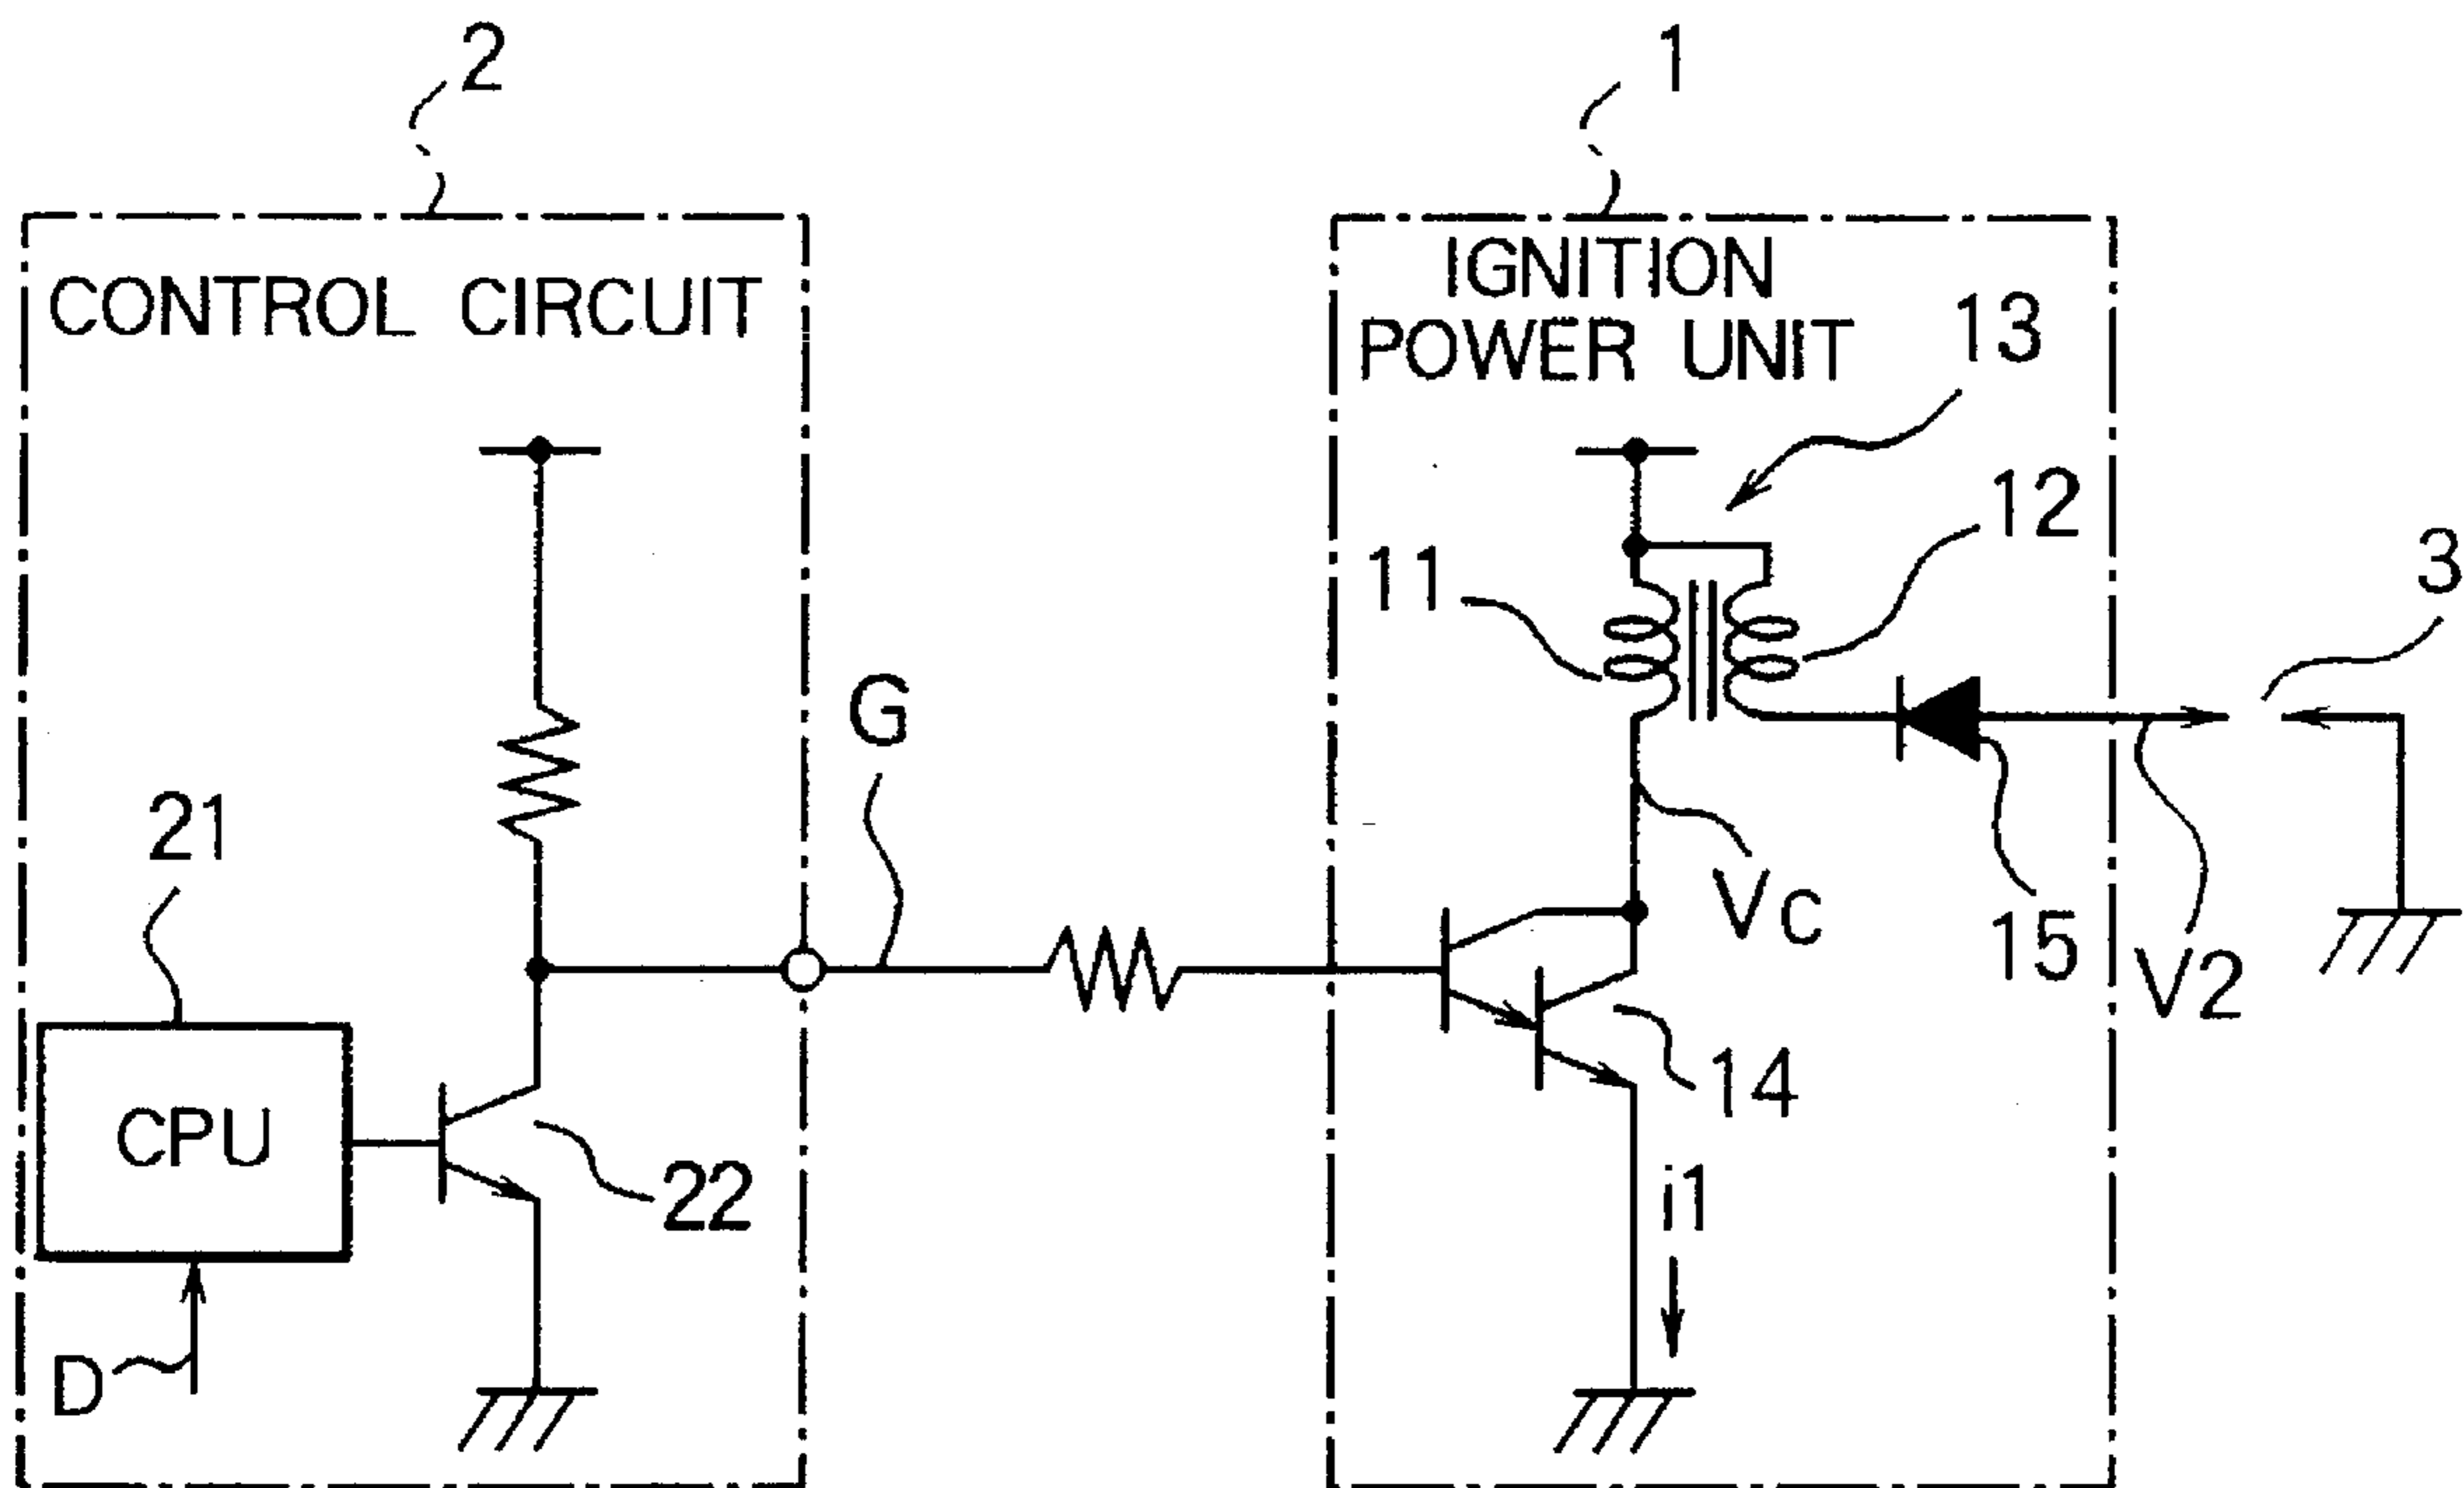 2
1
CONTROL CIRCUIT
IGNITION
POWER UNIT
13
12
11
3
G
21
VC
15
V2
14
CPU
22
i1
D